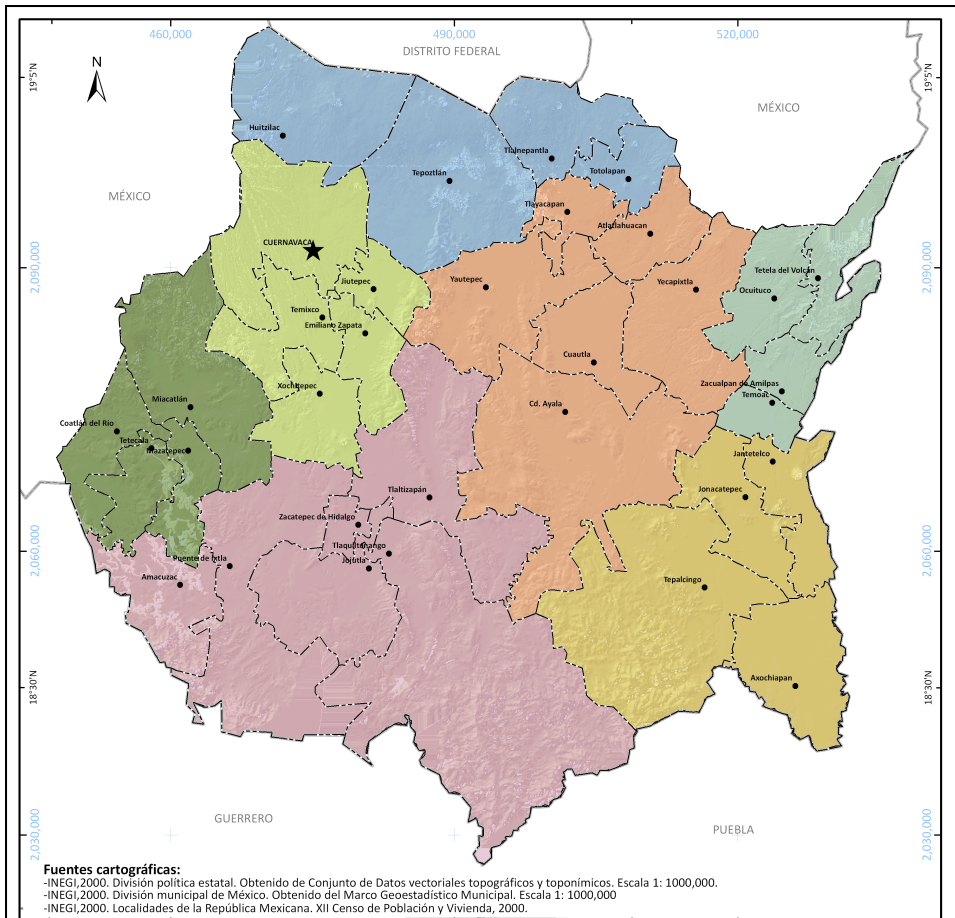 460,000
490,000
520,000
DISTRITO FEDERAL
19°5'N
N
19°5'N
MÉXICO
Huitzilac
Tlalnepantla
Tepoztlán
Totolapan
MÉXICO
Tlayacapan
Atlatlahuacan
CUERNAVACA
2,090,000
2,090,000
Jiutepec
Yautepec
Yecapixtla
Tetela del Volcán
Ocuituco
Temixco
Emiliano Zapata
Cuautla
Xochitepec
Zacualpan de Amilpas
Temoac
Miacatlán
Cd. Ayala
Coatlán del Río
Tetecala
Mazatepec
Jantetelco
Tlaltizapán
Jonacatepec
Zacatepec de Hidalgo
Tlaquiltenango
Jojutla
2,060,000
2,060,000
Puente de Ixtla
Amacuzac
Tepalcingo
Axochiapan
18°30'N
18°30'N
GUERRERO
PUEBLA
2,030,000
2,030,000
Fuentes cartográficas:
-INEGI,2000. División política estatal. Obtenido de Conjunto de Datos vectoriales topográficos y toponímicos. Escala 1: 1000,000.
-INEGI,2000. División municipal de México. Obtenido del Marco Geoestadístico Municipal. Escala 1: 1000,000
-INEGI,2000. Localidades de la República Mexicana. XII Censo de Población y Vivienda, 2000.